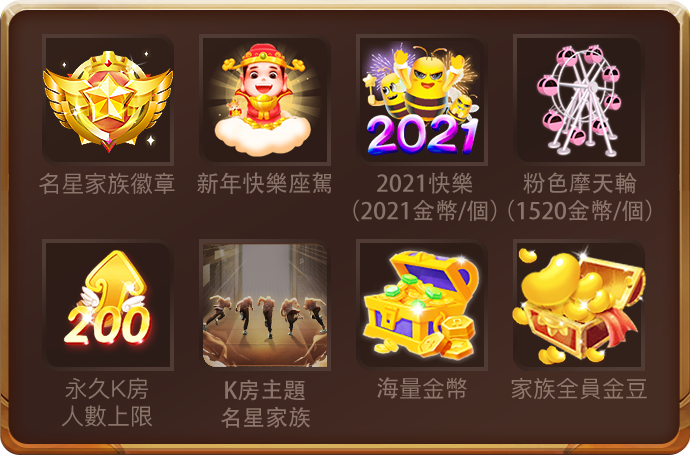 名星家族徽章
新年快樂座駕
2021
2021快樂
（2021金幣/個）
粉色摩天輪
（1520金幣/個）
200
永久K房
人數上限
K房主題
名星家族
海量金幣
家族全員金豆